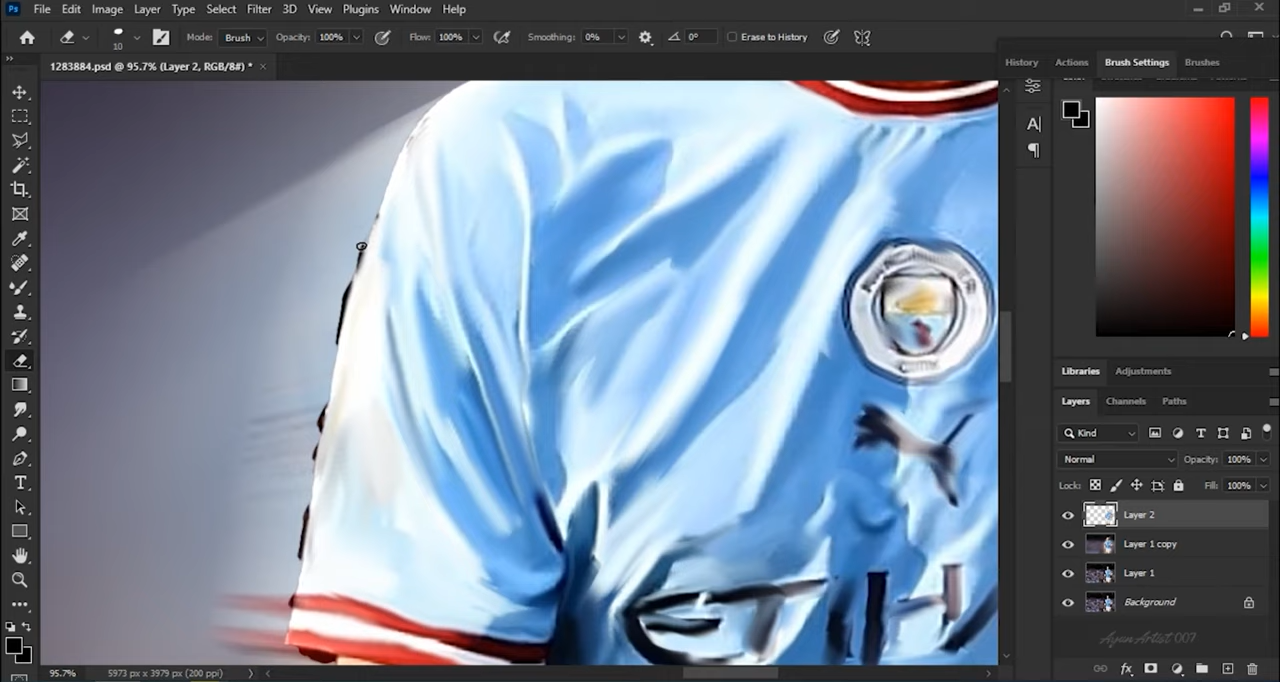 Ps File Edit Image Layer Type Select Filter 3D View Plugins Window Help
10 Mode: Brush Opacity: 100% Flow: 100% Smoothing: 0% 0° Erase to History
1283884.psd @ 95.7% (Layer 2, RGB/8#) *
History Actions Brush Settings Brushes
Libraries Adjustments
Layers Channels Paths
Kind
Normal Opacity: 100%
Lock: Fill: 100%
Layer 2
Layer 1 copy
Layer 1
Background
Ayan Artist 007
fx
95.7% 5973 px x 3979 px (200 ppi)